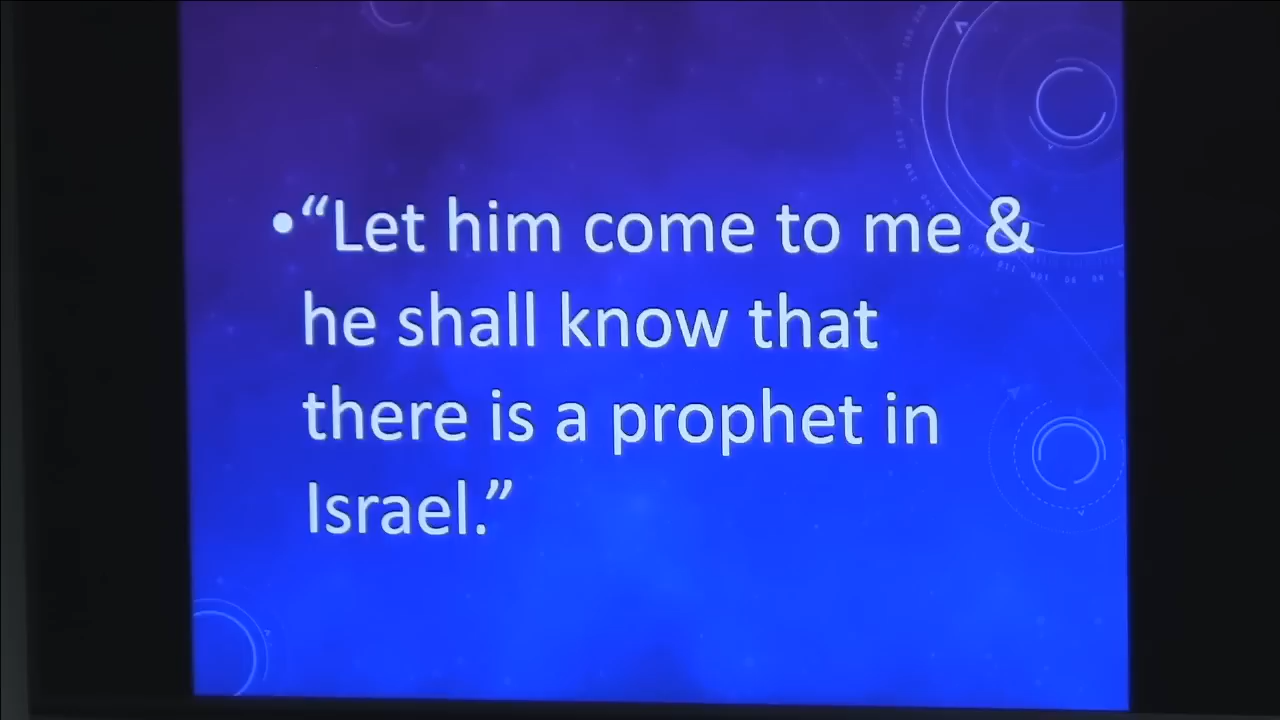 •“Let him come to me &
he shall know that
there is a prophet in
Israel.”